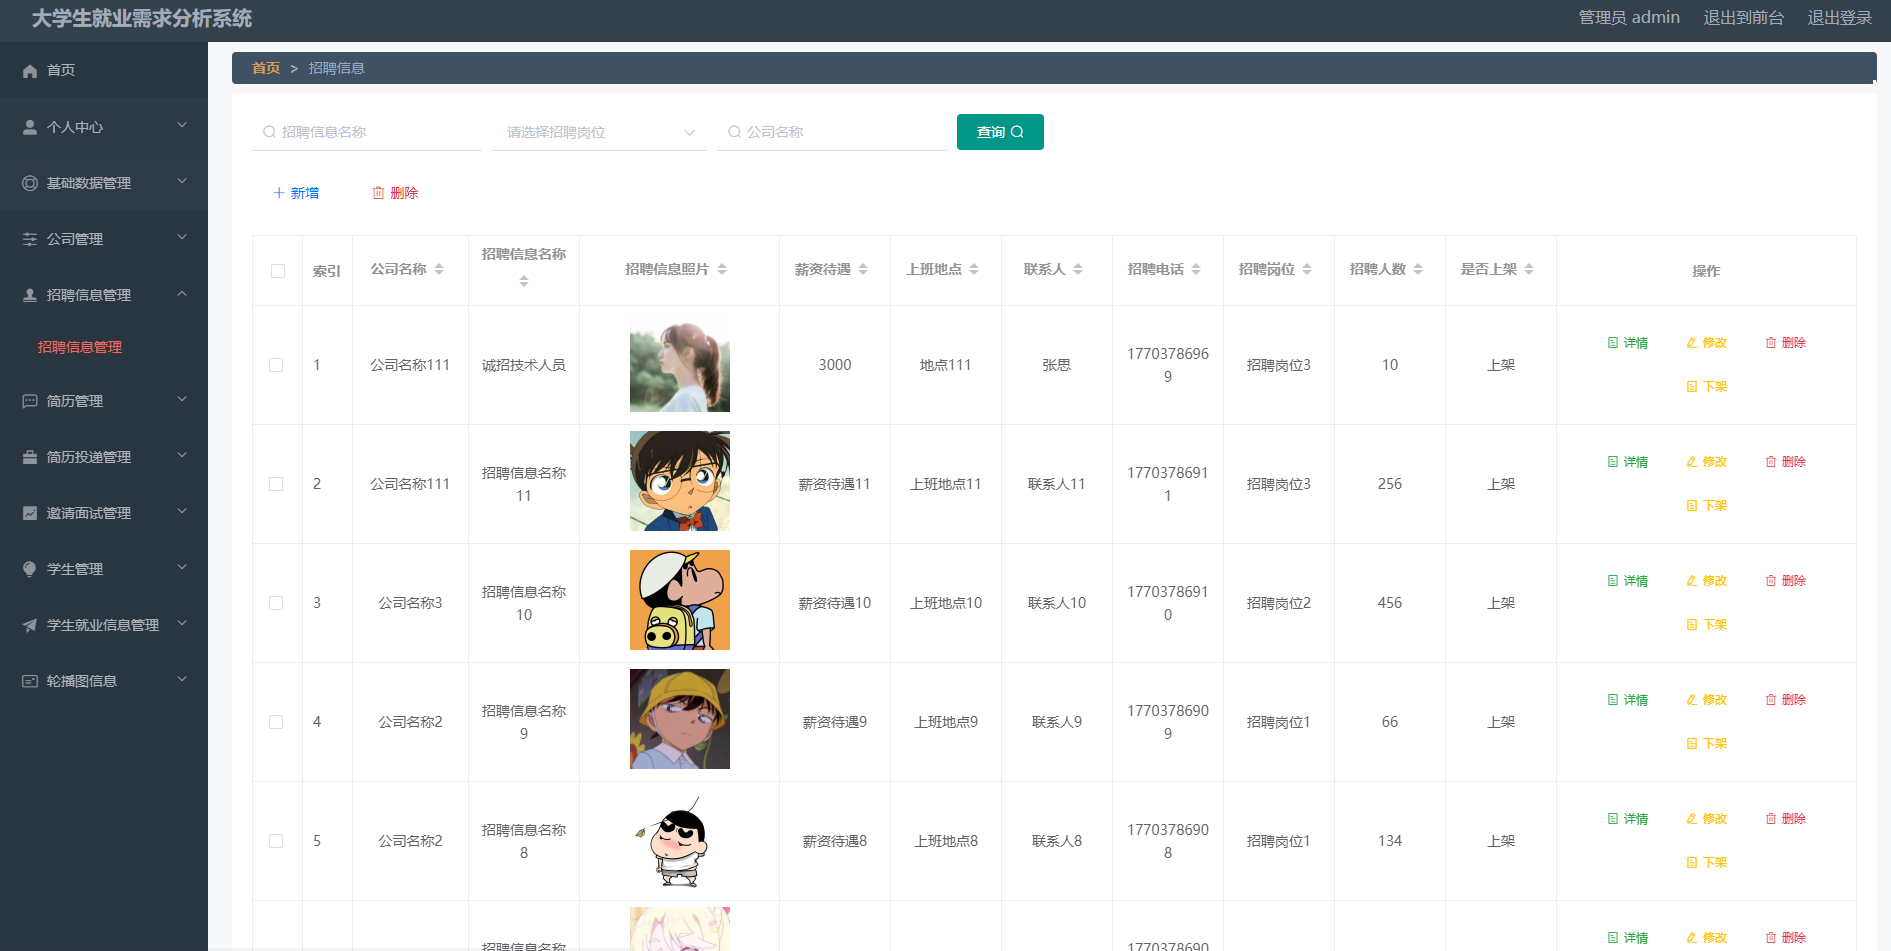 大学生就业需求分析系统
管理员 admin 退出到前台 退出登录
首页
个人中心
基础数据管理
公司管理
招聘信息管理
招聘信息管理
简历管理
简历投递管理
邀请面试管理
学生管理
学生就业信息管理
轮播图信息
首页 > 招聘信息
招聘信息名称 请选择招聘岗位 公司名称 查询
新增 删除
索引 公司名称 招聘信息名称 招聘信息照片 薪资待遇 上班地点 联系人 招聘电话 招聘岗位 招聘人数 是否上架 操作
1 公司名称111 诚招技术人员 3000 地点111 张思 1770378696
9 招聘岗位3 10 上架 详情 修改 删除
下架
2 公司名称111 招聘信息名称
11 薪资待遇11 上班地点11 联系人11 1770378691
1 招聘岗位3 256 上架 详情 修改 删除
下架
3 公司名称3 招聘信息名称
10 薪资待遇10 上班地点10 联系人10 1770378691
0 招聘岗位2 456 上架 详情 修改 删除
下架
4 公司名称2 招聘信息名称
9 薪资待遇9 上班地点9 联系人9 1770378690
9 招聘岗位1 66 上架 详情 修改 删除
下架
5 公司名称2 招聘信息名称
8 薪资待遇8 上班地点8 联系人8 1770378690
8 招聘岗位1 134 上架 详情 修改 删除
下架
招聘信息名称 1770378690 详情 修改 删除